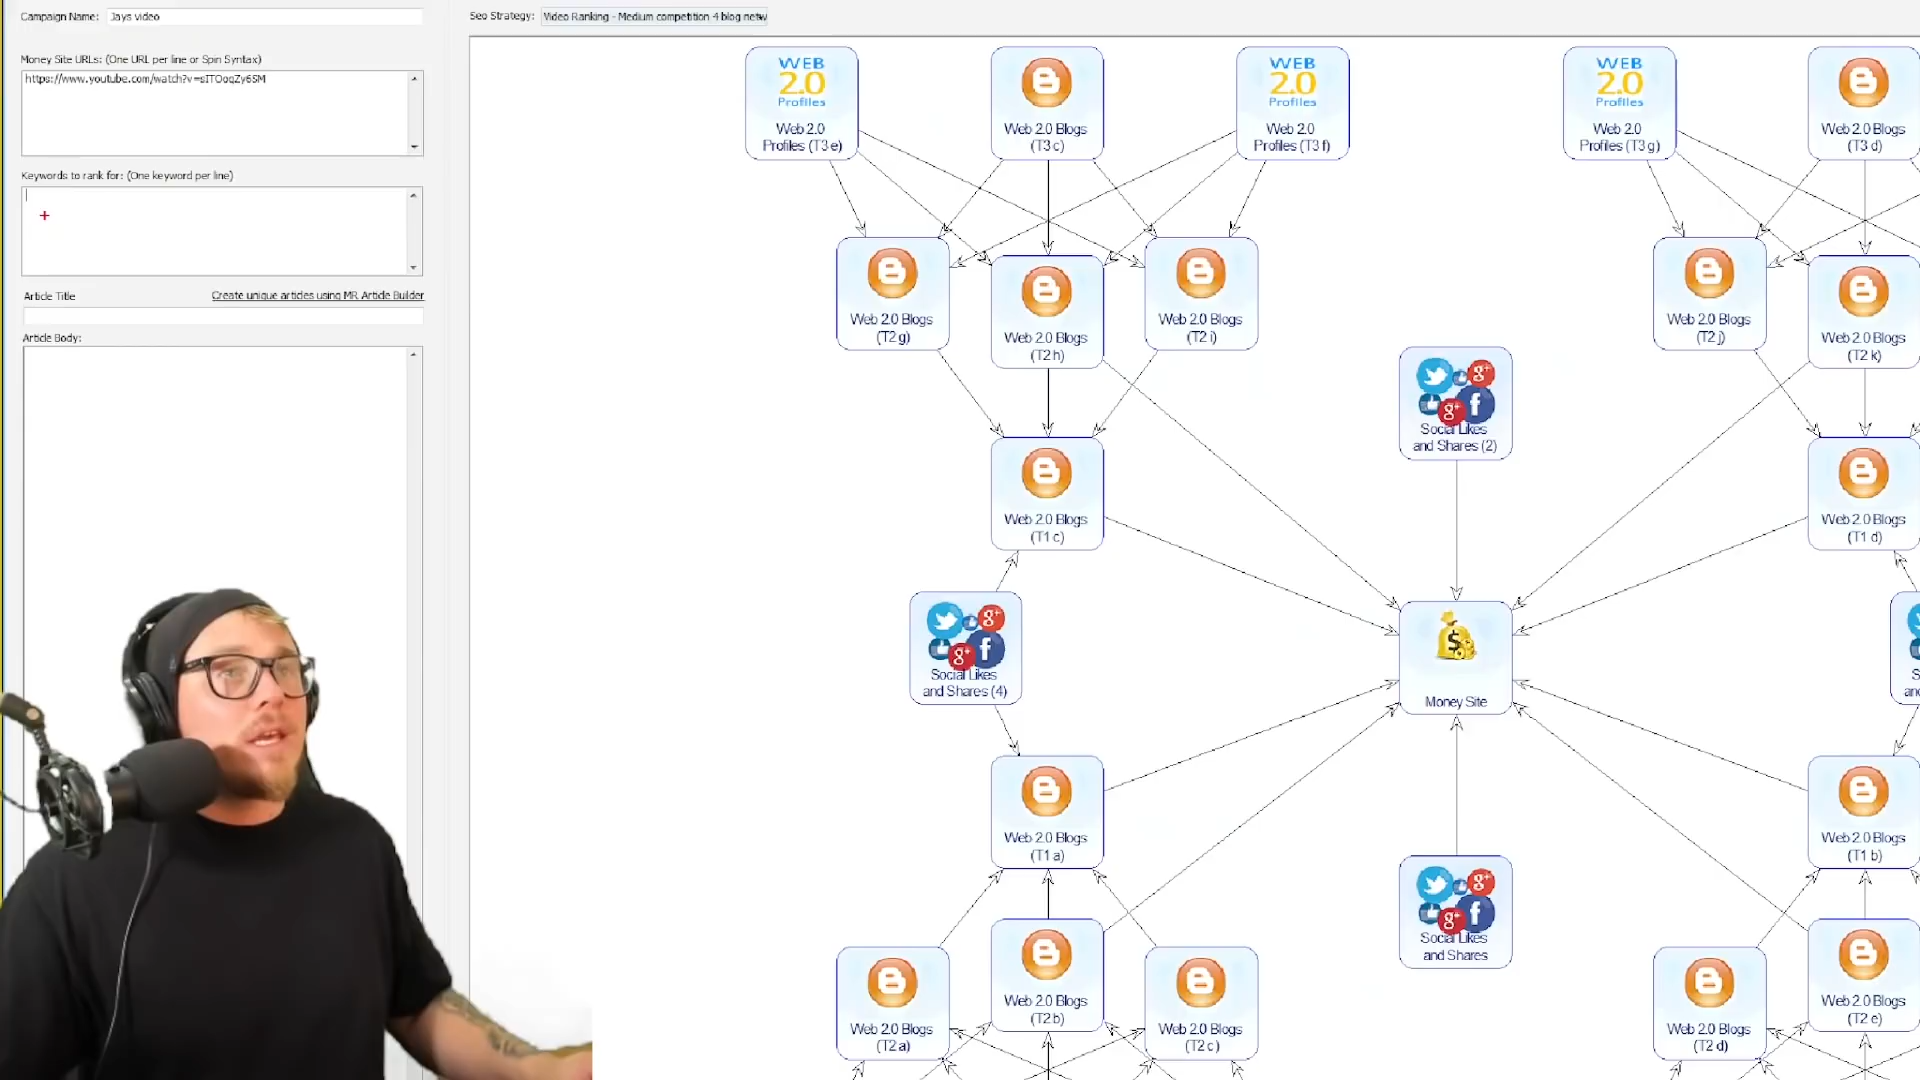 Campaign Name: Jays video
Seo Strategy: Video Ranking - Medium competition 4 blog netw
Money Site URLs: (One URL per line or Spin Syntax)
https://www.youtube.com/watch?v=sITOqqZy6SM
Keywords to rank for: (One keyword per line)
Article Title
Create unique articles using MR Article Builder
Article Body:
WEB
2.0
Profiles
Web 2.0
Profiles (T3 e)
Web 2.0 Blogs
(T3 c)
WEB
2.0
Profiles
Web 2.0
Profiles (T3 f)
WEB
2.0
Profiles
Web 2.0
Profiles (T3 g)
Web 2.0 Blogs
(T3 d)
Web 2.0 Blogs
(T2 g)
Web 2.0 Blogs
(T2 h)
Web 2.0 Blogs
(T2 i)
Web 2.0 Blogs
(T2 j)
Web 2.0 Blogs
(T2 k)
Social Likes
and Shares (2)
Web 2.0 Blogs
(T1 c)
Web 2.0 Blogs
(T1 d)
Social Likes
and Shares (4)
Money Site
Web 2.0 Blogs
(T1 a)
Web 2.0 Blogs
(T1 b)
Social Likes
and Shares
Web 2.0 Blogs
(T2 a)
Web 2.0 Blogs
(T2 b)
Web 2.0 Blogs
(T2 c)
Web 2.0 Blogs
(T2 d)
Web 2.0 Blogs
(T2 e)